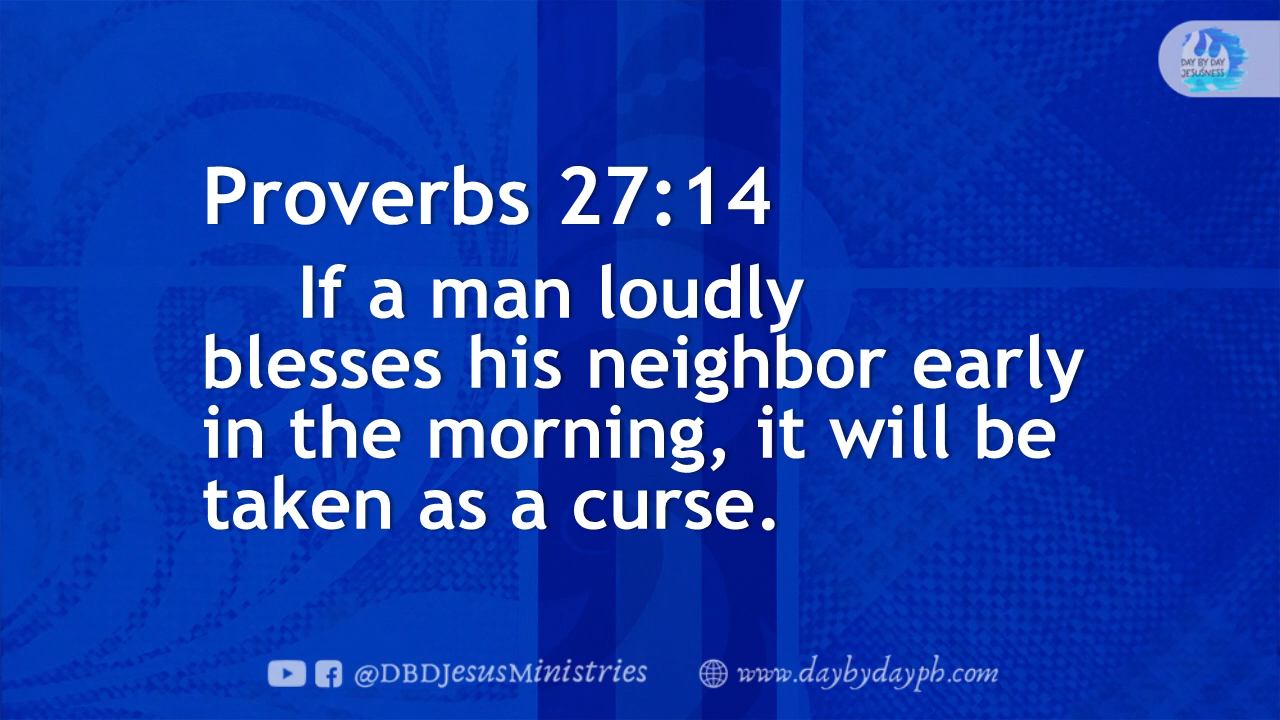 DAY BY DAY
JESUSNESS
Proverbs 27:14
If a man loudly
blesses his neighbor early
in the morning, it will be
taken as a curse.
@DBDJesusMinistries
www.daybydayph.com